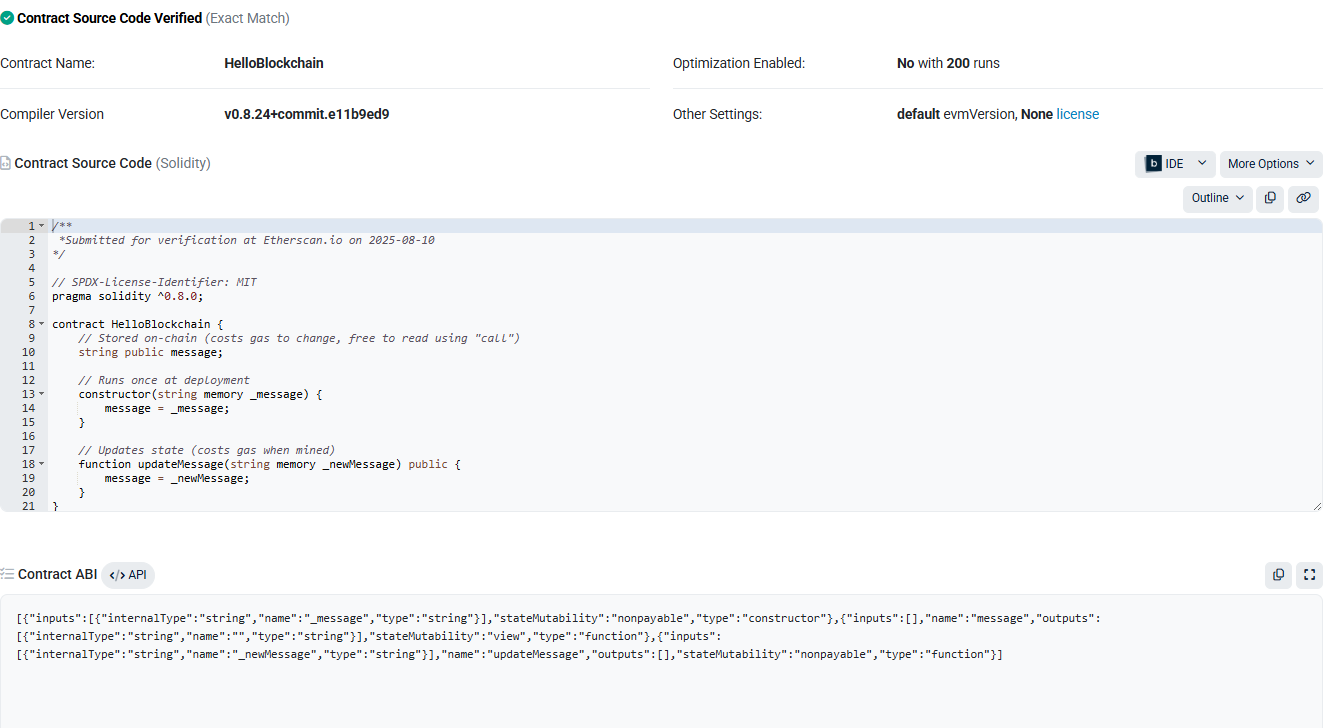 Contract Source Code Verified (Exact Match)
Contract Name: HelloBlockchain Optimization Enabled: No with 200 runs
Compiler Version v0.8.24+commit.e11b9ed9 Other Settings: default evmVersion, None license
Contract Source Code (Solidity) b IDE More Options
Outline
1 /**
2  *Submitted for verification at Etherscan.io on 2025-08-10
3 */
4
5 // SPDX-License-Identifier: MIT
6 pragma solidity ^0.8.0;
7
8 contract HelloBlockchain {
9     // Stored on-chain (costs gas to change, free to read using "call")
10     string public message;
11
12     // Runs once at deployment
13     constructor(string memory _message) {
14         message = _message;
15     }
16
17     // Updates state (costs gas when mined)
18     function updateMessage(string memory _newMessage) public {
19         message = _newMessage;
20     }
21 }
Contract ABI </> API
[{"inputs":[{"internalType":"string","name":"_message","type":"string"}],"stateMutability":"nonpayable","type":"constructor"},{"inputs":[],"name":"message","outputs":
[{"internalType":"string","name":"","type":"string"}],"stateMutability":"view","type":"function"},{"inputs":
[{"internalType":"string","name":"_newMessage","type":"string"}],"name":"updateMessage","outputs":[],"stateMutability":"nonpayable","type":"function"}]